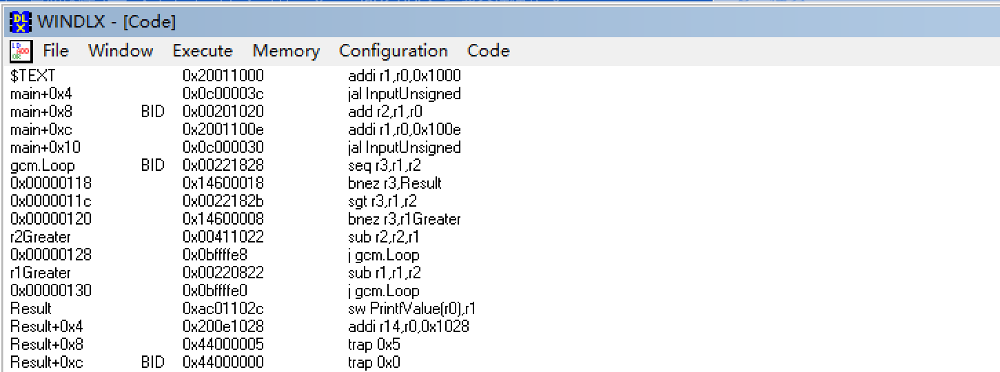 DLX WINDLX - [Code]
File Window Execute Memory Configuration Code
$TEXT 0x20011000 addi r1,r0,0x1000
main+0x4 0x0c00003c jal InputUnsigned
main+0x8 BID 0x00201020 add r2,r1,r0
main+0xc 0x2001100e addi r1,r0,0x100e
main+0x10 0x0c000030 jal InputUnsigned
gcm.Loop BID 0x00221828 seq r3,r1,r2
0x00000118 0x14600018 bnez r3,Result
0x0000011c 0x0022182b sgt r3,r1,r2
0x00000120 0x14600008 bnez r3,r1Greater
r2Greater 0x00411022 sub r2,r2,r1
0x00000128 0x0bffffe8 j gcm.Loop
r1Greater 0x00220822 sub r1,r1,r2
0x00000130 0x0bffffe0 j gcm.Loop
Result 0xac01102c sw PrintfValue(r0),r1
Result+0x4 0x200e1028 addi r14,r0,0x1028
Result+0x8 0x44000005 trap 0x5
Result+0xc BID 0x44000000 trap 0x0